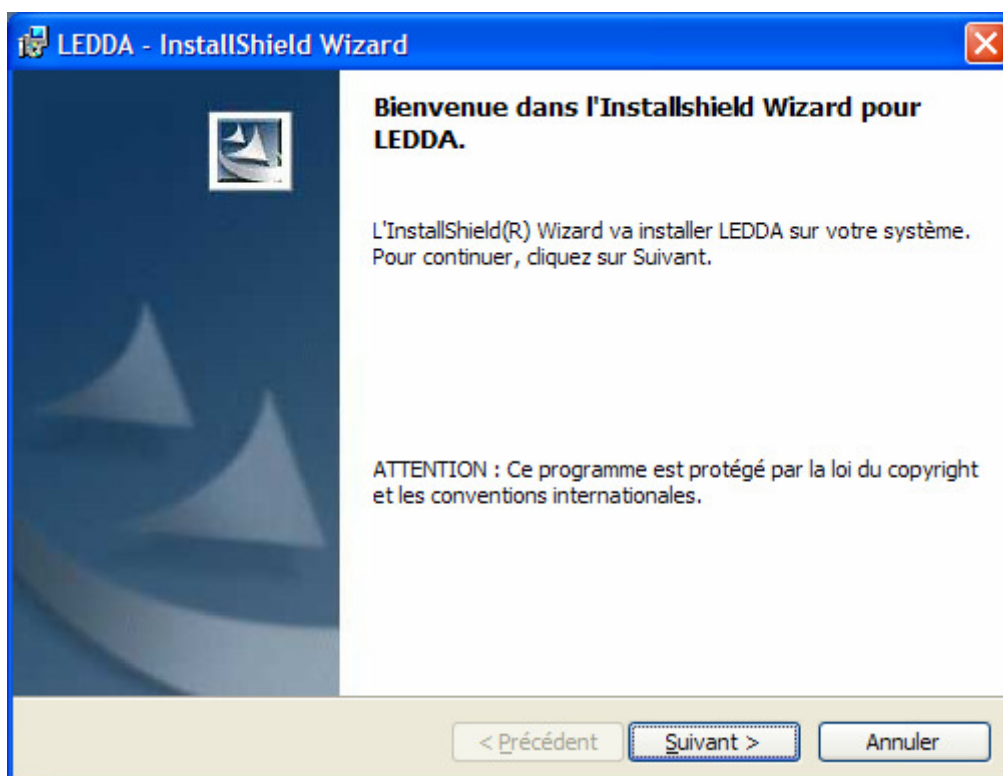 LEDDA - InstallShield Wizard
Bienvenue dans l'Installshield Wizard pour
LEDDA.
L'InstallShield(R) Wizard va installer LEDDA sur votre système.
Pour continuer, cliquez sur Suivant.
ATTENTION : Ce programme est protégé par la loi du copyright
et les conventions internationales.
< Précédent Suivant > Annuler